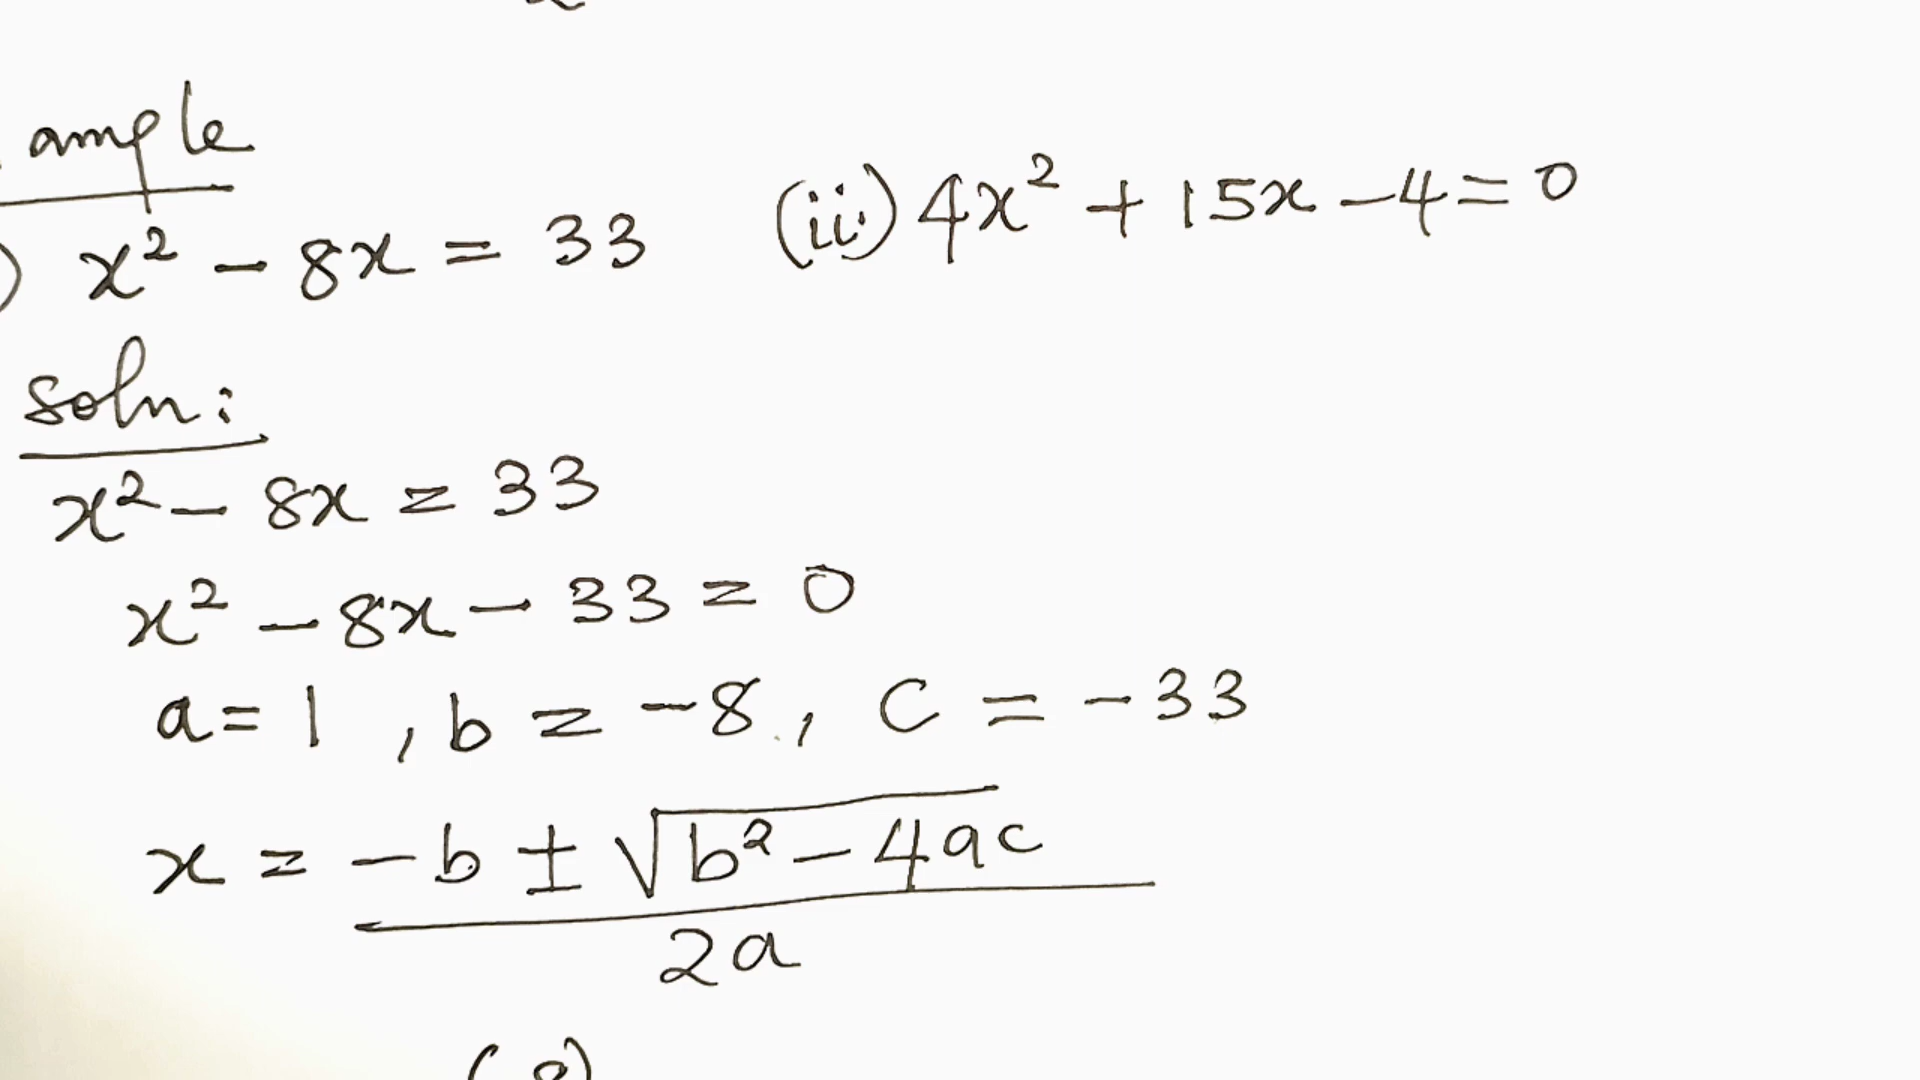 ample
) x² - 8x = 33 (ii) 4x² + 15x - 4 = 0
soln:
x² - 8x = 33
x² - 8x - 33 = 0
a = 1, b = -8, c = -33
x = -b ± √b² - 4ac
2a